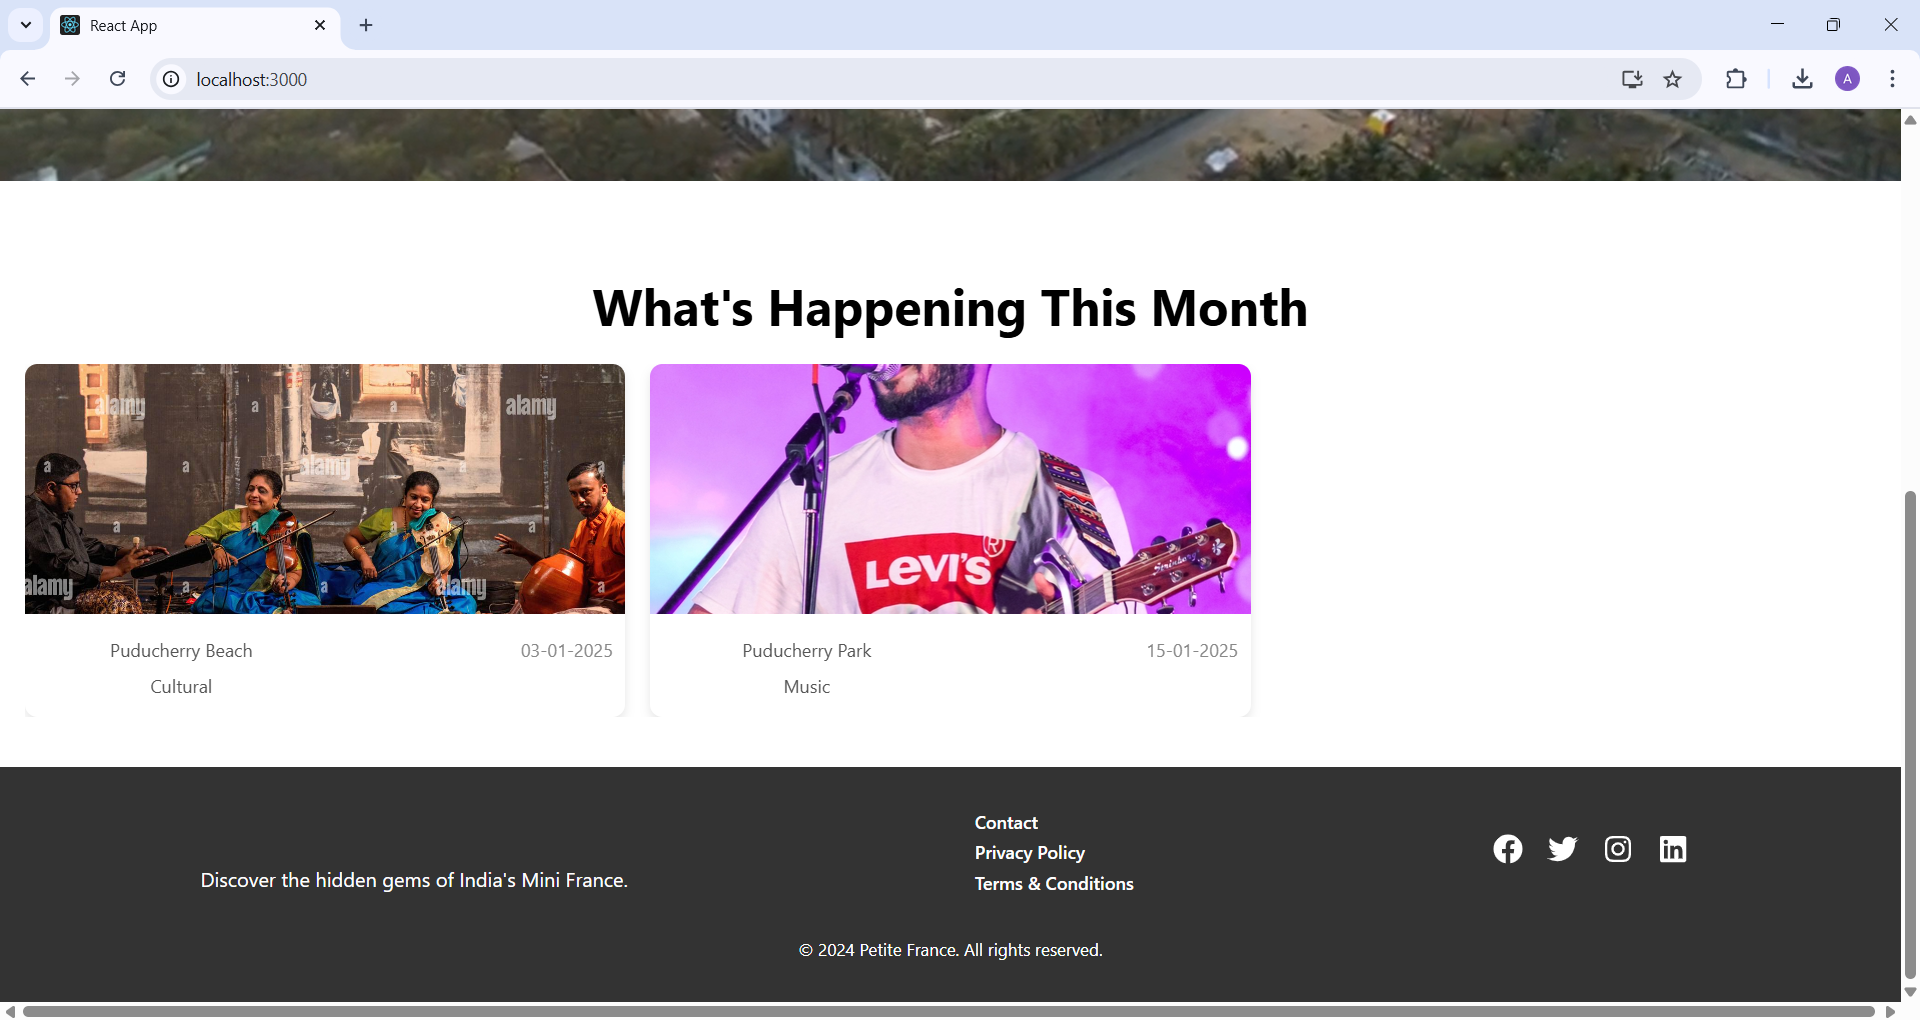 React App
localhost:3000
A
What's Happening This Month
alamy
a
a
alamy
a
a
alamy
a
a
a
a
a
alamy
a
a
alamy
a
LEVI'S®
Steinberg
Puducherry Beach
03-01-2025
Cultural
Puducherry Park
15-01-2025
Music
Discover the hidden gems of India's Mini France.
Contact
Privacy Policy
Terms & Conditions
© 2024 Petite France. All rights reserved.